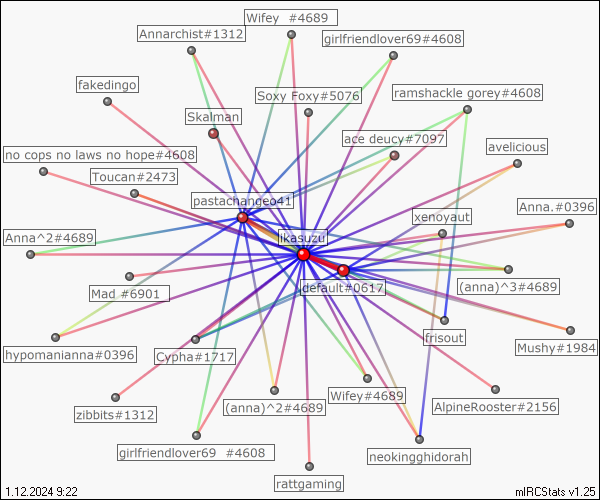 Wifey  #4689
Annarchist#1312
girlfriendlover69#4608
fakedingo
Soxy Foxy#5076
ramshackle gorey#4608
Skalman
ace deucy#7097
avelicious
no cops no laws no hope#4608
Toucan#2473
pastachangeo41
xenoyaut
Anna.#0396
Anna^2#4689
likasuzu
Mad #6901
default#0617
(anna)^3#4689
hypomanianna#0396
Cypha#1717
frisout
Mushy#1984
zibbits#1312
(anna)^2#4689
Wifey#4689
AlpineRooster#2156
girlfriendlover69  #4608
rattgaming
neokingghidorah
1.12.2024 9:22
mIRCStats v1.25